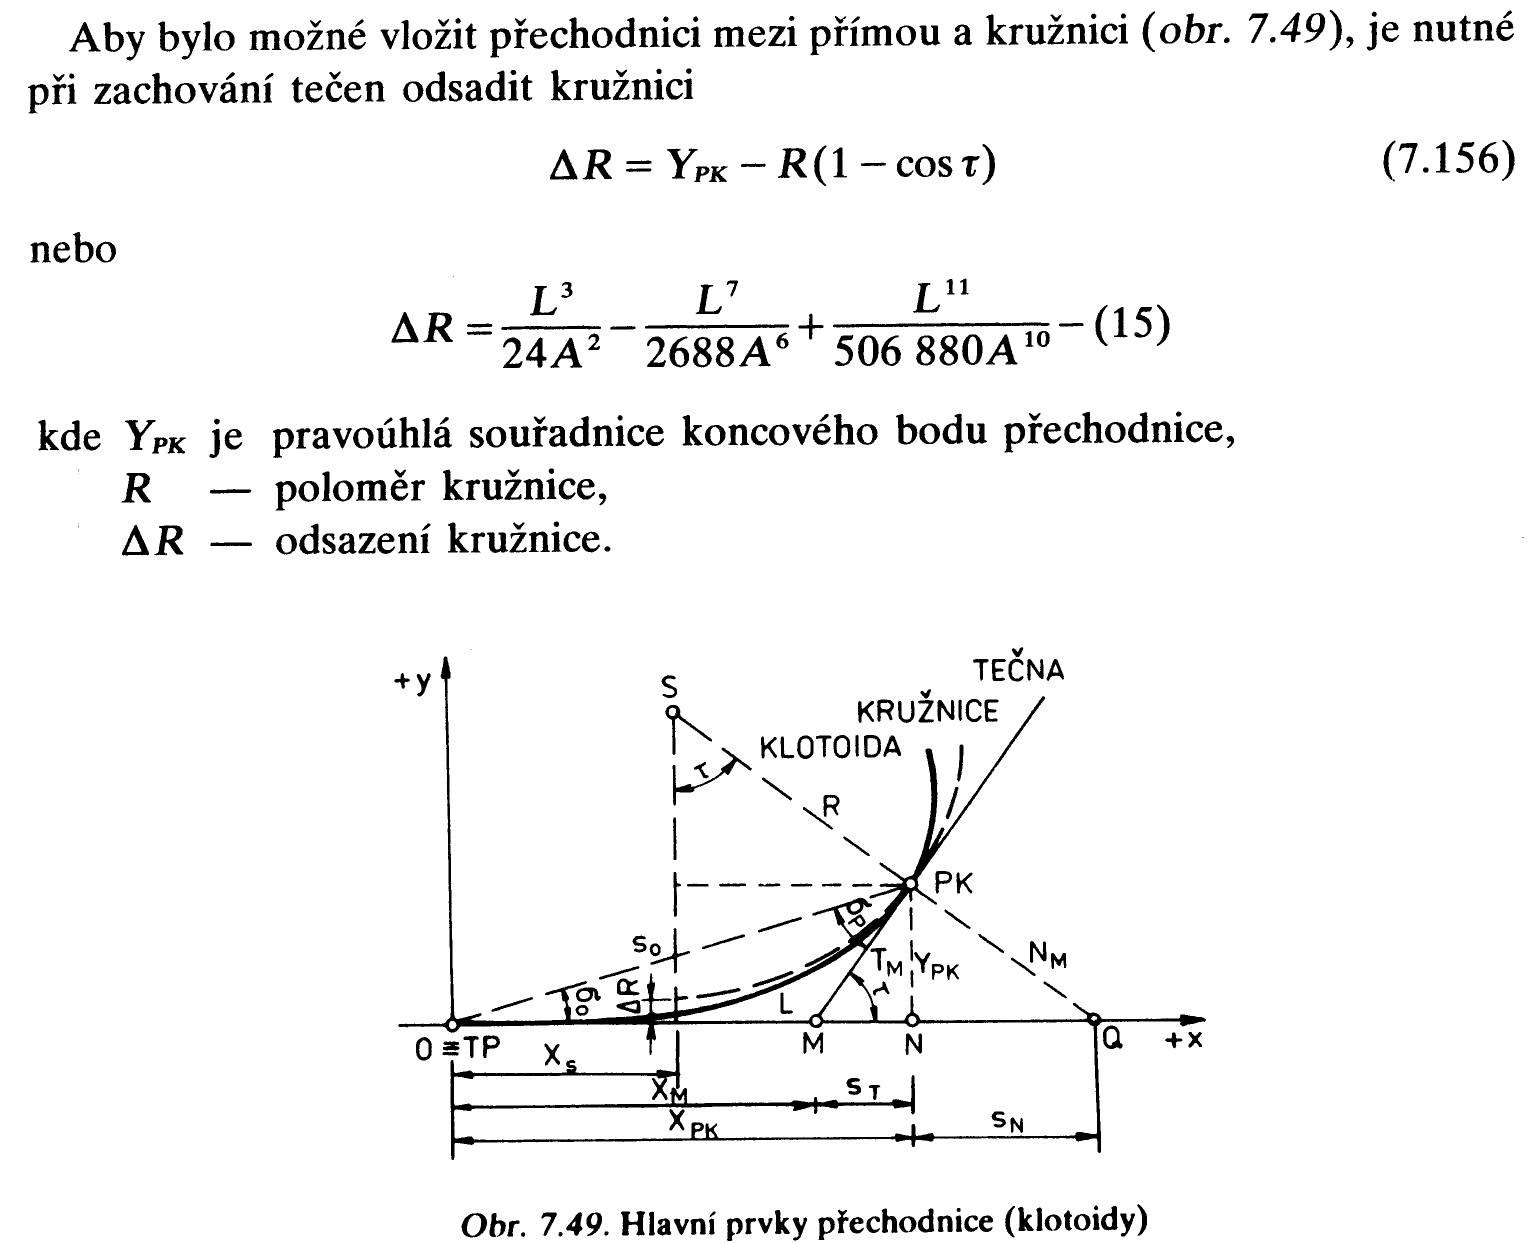 Aby bylo možné vložit přechodnici mezi přímou a kružnici (obr. 7.49), je nutné
při zachování tečen odsadit kružnici
ΔR = Y_PK − R(1 − cos τ) (7.156)
nebo
ΔR = L³/24A² − L⁷/2688A⁶ + L¹¹/506 880A¹⁰ − (15)
kde Y_PK je pravoúhlá souřadnice koncového bodu přechodnice,
R — poloměr kružnice,
ΔR — odsazení kružnice.
TEČNA
+y
S
KRUŽNICE
KLOTOIDA
τ
R
PK
σ_P
s₀
T_M Y_PK
N_M
ΔR
σ₀
L
τ
O ≡ TP
M
N
Q
+x
X_s
X_M
s_T
X_PK
s_N
Obr. 7.49. Hlavní prvky přechodnice (klotoidy)